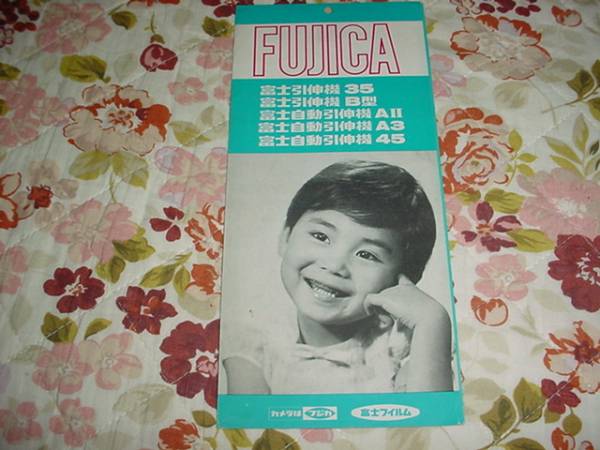 FUJICA
富士引伸機 35
富士引伸機 B型
富士自動引伸機 AII
富士自動引伸機 A3
富士自動引伸機 45
カメラは フジカ 富士フイルム